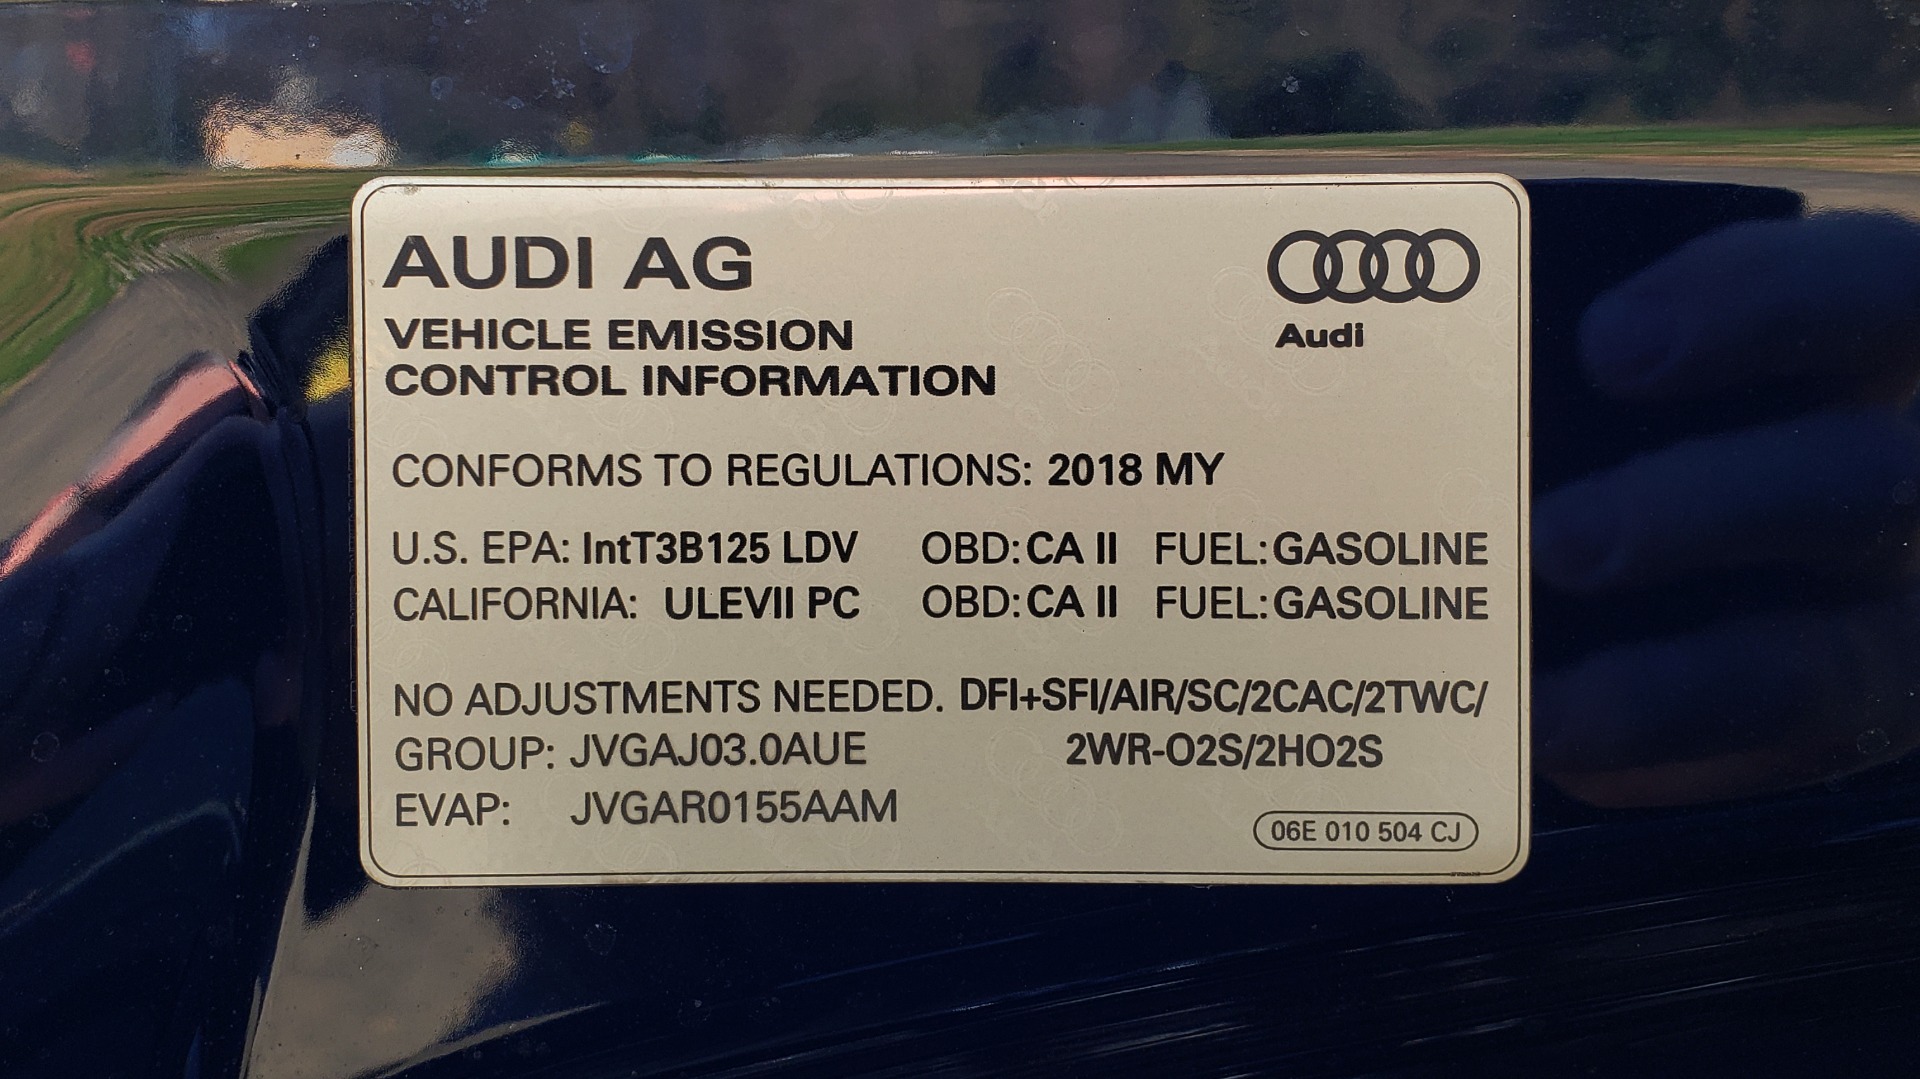 AUDI AG
Audi
VEHICLE EMISSION
CONTROL INFORMATION
CONFORMS TO REGULATIONS: 2018 MY
U.S. EPA: IntT3B125 LDV OBD: CA II FUEL: GASOLINE
CALIFORNIA: ULEVII PC OBD: CA II FUEL: GASOLINE
NO ADJUSTMENTS NEEDED. DFI+SFI/AIR/SC/2CAC/2TWC/
GROUP: JVGAJ03.0AUE 2WR-O2S/2HO2S
EVAP: JVGAR0155AAM
06E 010 504 CJ